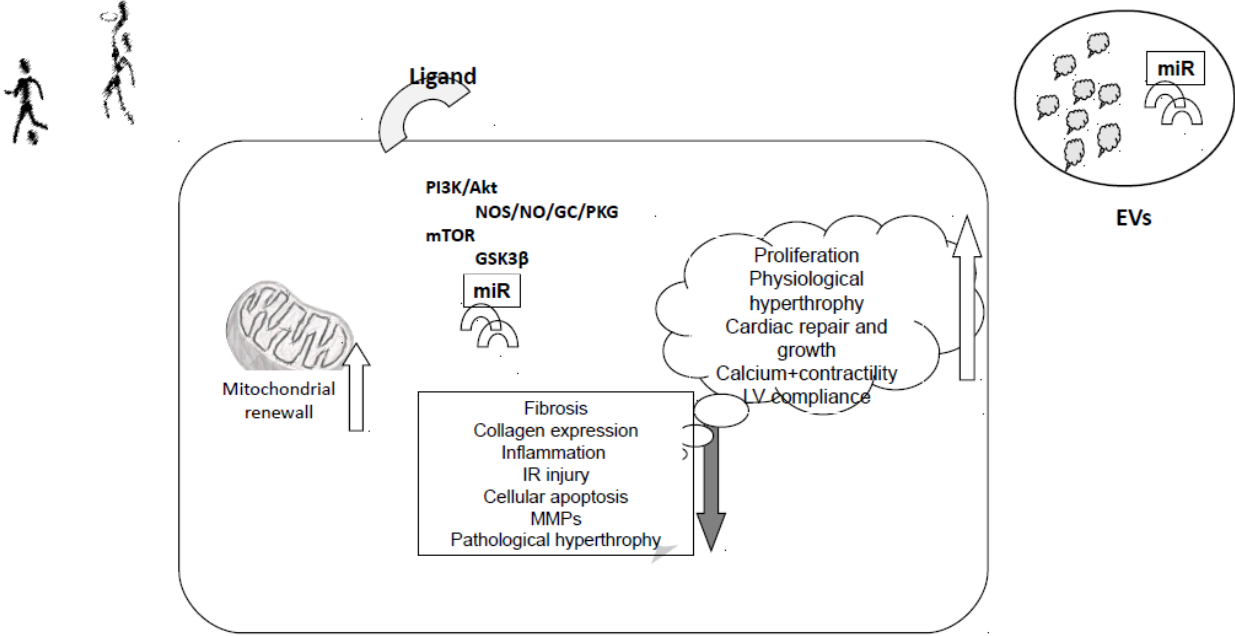 Ligand
miR
EVs
PI3K/Akt
NOS/NO/GC/PKG
mTOR
GSK3β
miR
Proliferation
Physiological
hyperthrophy
Cardiac repair and
growth
Calcium+contractility
LV compliance
Mitochondrial
renewall
Fibrosis
Collagen expression
Inflammation
IR injury
Cellular apoptosis
MMPs
Pathological hyperthrophy